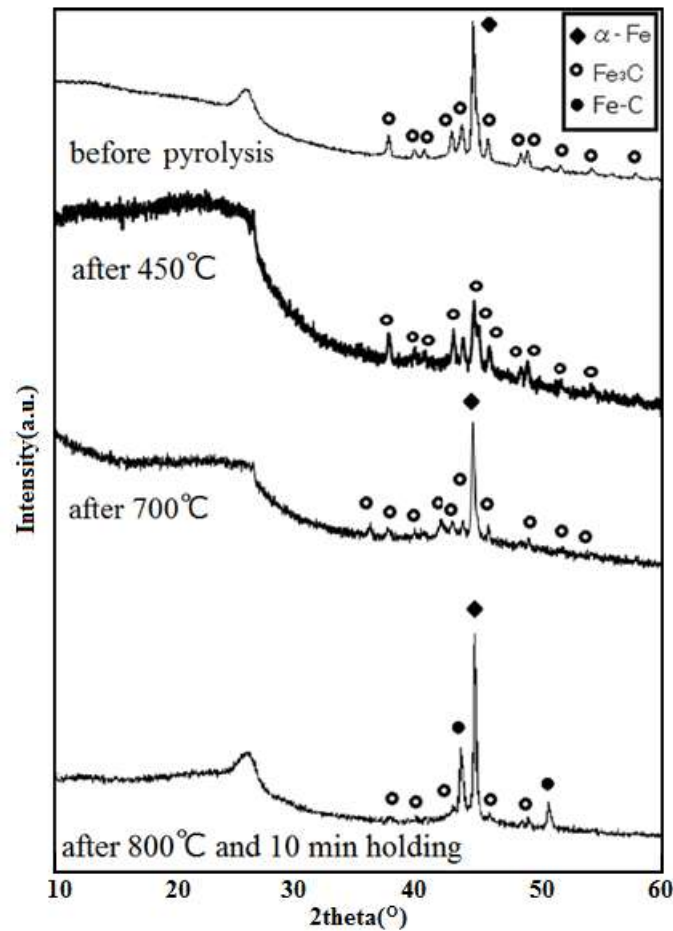 α-Fe
Fe₃C
Fe-C
before pyrolysis
after 450℃
after 700℃
after 800℃ and 10 min holding
Intensity(a.u.)
10 20 30 40 50 60
2theta(°)